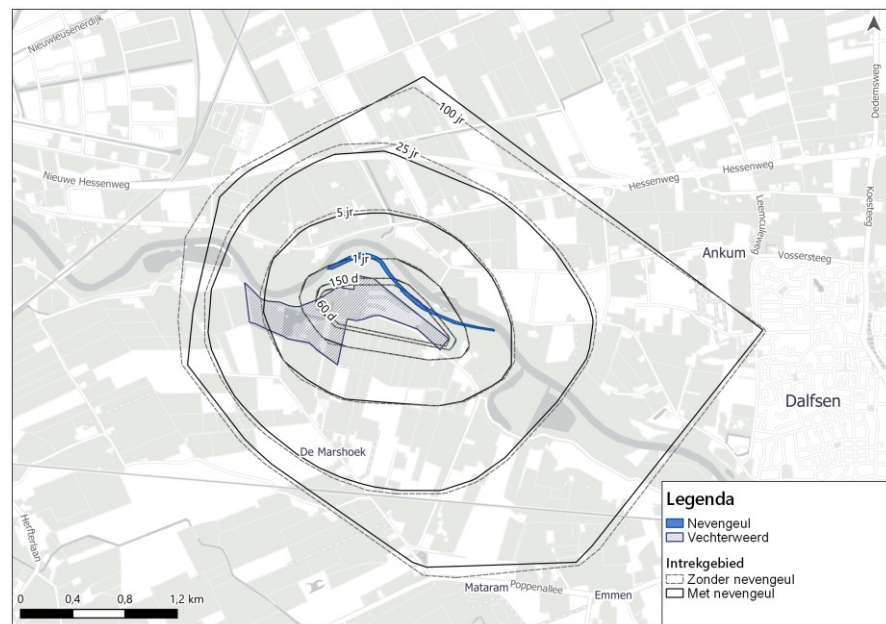 Nieuwleusenerdijk
Dedemsweg
100 jr
25 jr
Nieuwe Hessenweg
Hessenweg
Hessenweg
Koesteeg
Leemculeweg
5 jr
Ankum
Vossersteeg
1 jr
150 d
60 d
Dalfsen
De Marshoek
Herfterlaan
Legenda
Nevengeul
Vechterweerd
Intrekgebied
Zonder nevengeul
Met nevengeul
Poppenallee
Mataram
Emmen
0 0,4 0,8 1,2 km